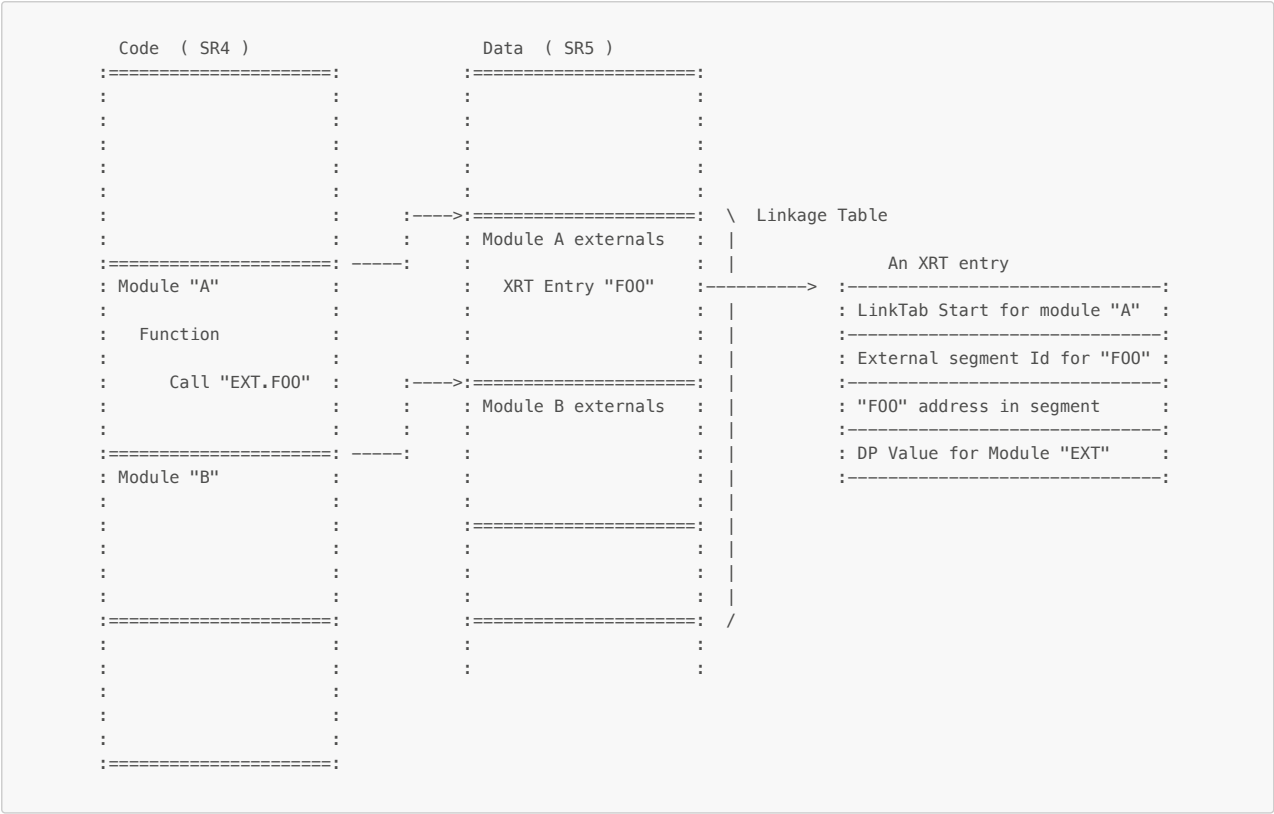 Code ( SR4 ) Data ( SR5 )
\ Linkage Table
Module A externals
An XRT entry
Module "A" XRT Entry "FOO"
LinkTab Start for module "A"
Function
External segment Id for "FOO"
Call "EXT.FOO"
Module B externals "FOO" address in segment
DP Value for Module "EXT"
Module "B"